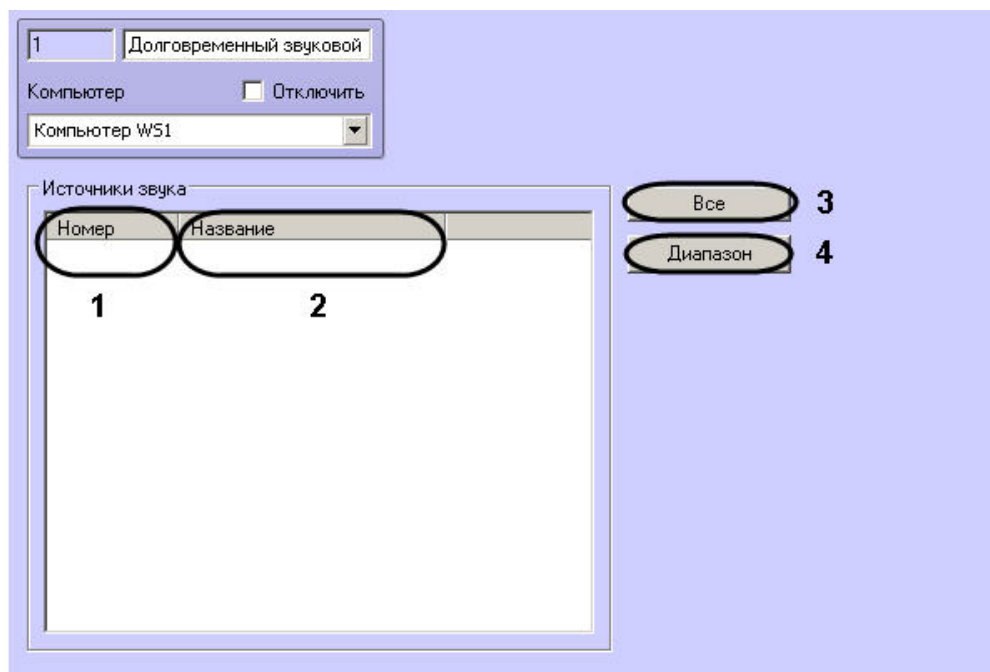 1 Долговременный звуковой
Компьютер Отключить
Компьютер WS1
Источники звука
Номер Название
Все 3
Диапазон 4
1 2